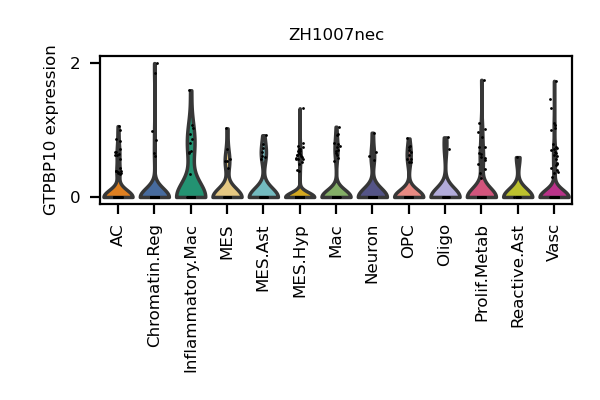 ZH1007nec
GTPBP10 expression
2
0
AC
Chromatin.Reg
Inflammatory.Mac
MES
MES.Ast
MES.Hyp
Mac
Neuron
OPC
Oligo
Prolif.Metab
Reactive.Ast
Vasc